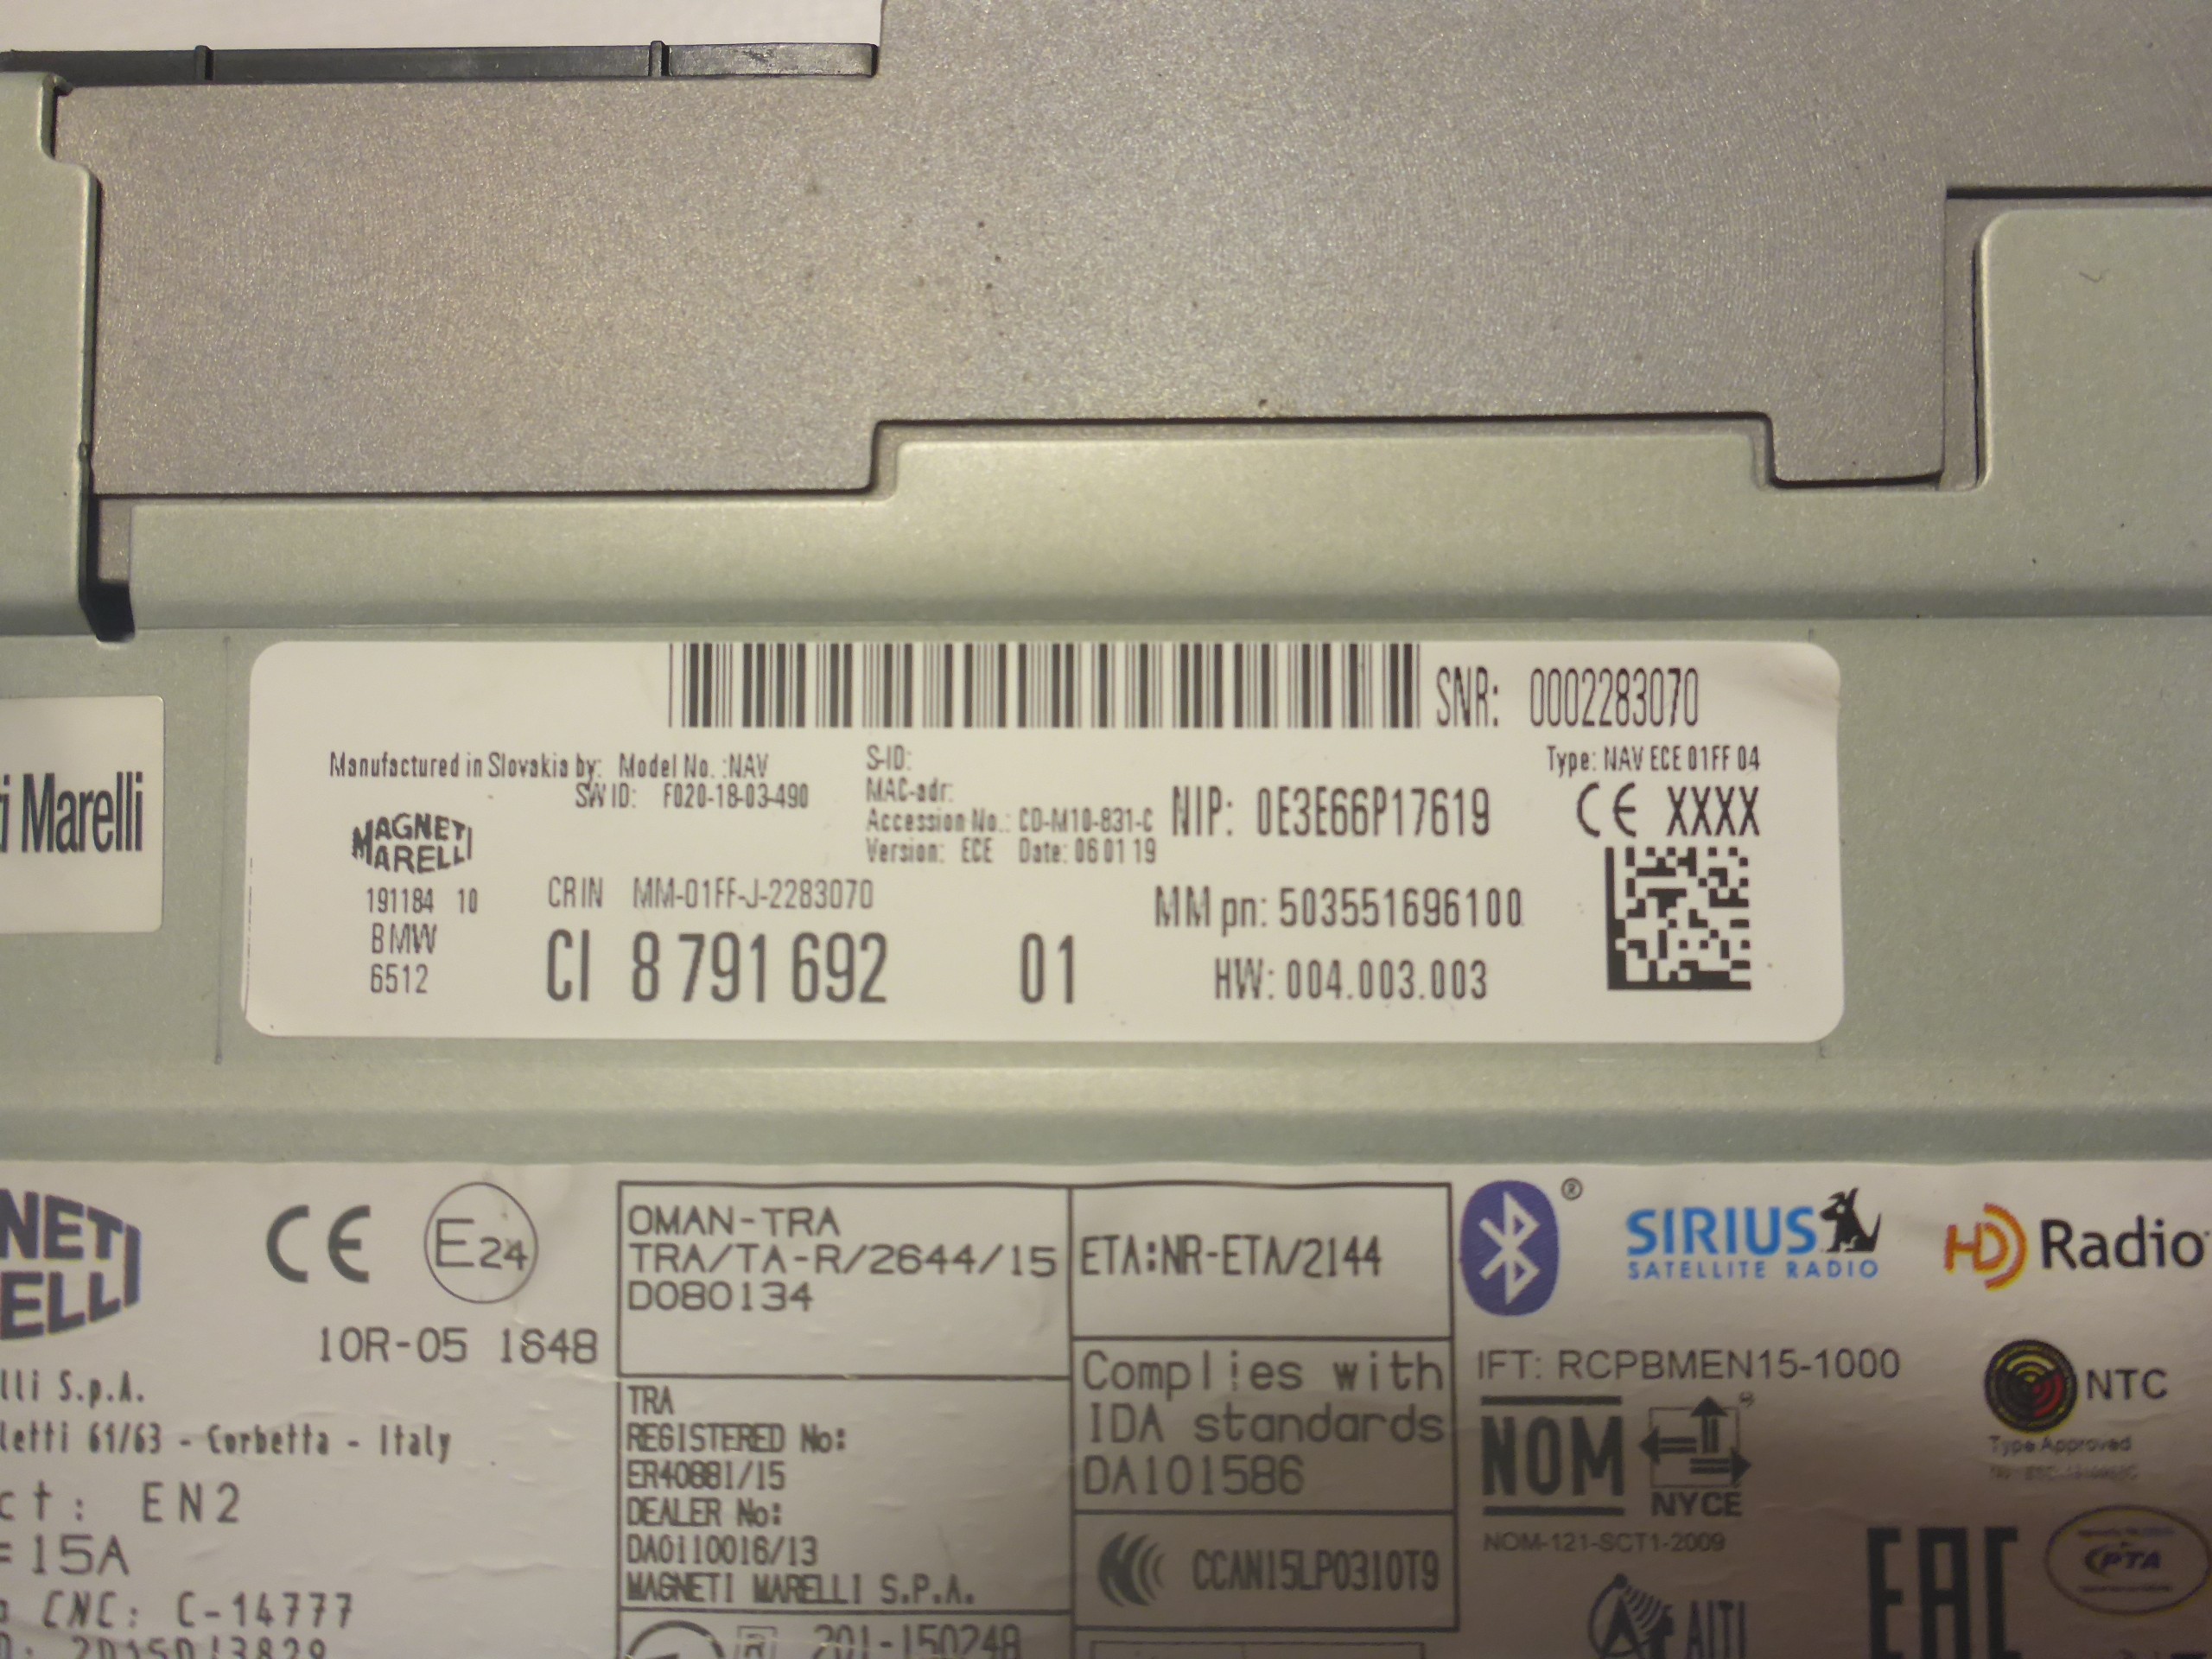 SNR: 0002283070
Manufactured in Slovakia by: Model No. :NAV
SW ID: F020-18-03-490
S-ID:
MAC-adr:
Accession No.: CD-M10-831-C
Version: ECE Date: 06 01 19
NIP: 0E3E66P17619
Type: NAV ECE 01FF 04
CE XXXX
MAGNETI
MARELLI
191184 10
BMW
6512
CRIN MM-01FF-J-2283070
CI 8 791 692 01
MM pn: 503551696100
HW: 004.003.003
i Marelli
NETI
ELLI
CE E24
10R-05 1648
lli S.p.A.
letti 61/63 - Corbetta - Italy
ct: EN2
=15A
CNC: C-14777
OMAN-TRA
TRA/TA-R/2644/15
D080134
TRA
REGISTERED No:
ER40881/15
DEALER No:
DA0110016/13
MAGNETI MARELLI S.P.A.
R 201-150248
ETA:NR-ETA/2144
Complies with
IDA standards
DA101586
CCAN15LP0310T9
®
SIRIUS
SATELLITE RADIO
HD Radio
IFT: RCPBMEN15-1000
NOM
NYCE
NOM-121-SCT1-2009
NTC
Type Approved
EAC
PTA